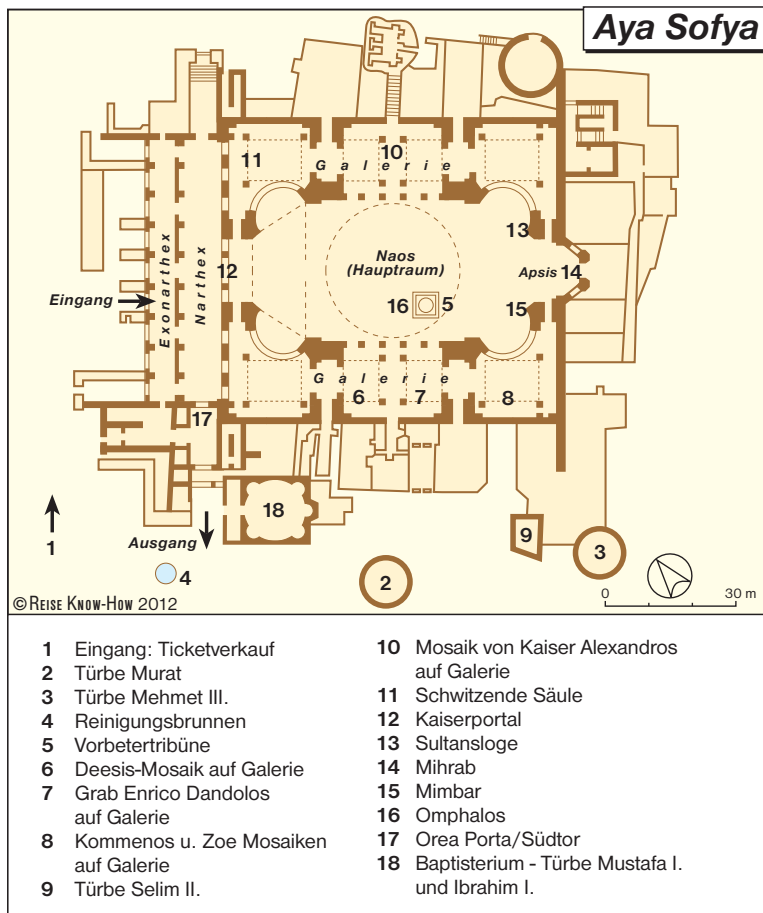 Aya Sofya
10
11
Galerie
13
Naos
(Hauptraum)
12
Apsis 14
Exonarthex
Narthex
Eingang
16
5
15
Galerie
6
7
8
17
18
9
3
1
Ausgang
4
2
© REISE KNOW-HOW 2012
0
30 m
1 Eingang: Ticketverkauf
2 Türbe Murat
3 Türbe Mehmet III.
4 Reinigungsbrunnen
5 Vorbetertribüne
6 Deesis-Mosaik auf Galerie
7 Grab Enrico Dandolos
auf Galerie
8 Kommenos u. Zoe Mosaiken
auf Galerie
9 Türbe Selim II.
10 Mosaik von Kaiser Alexandros
auf Galerie
11 Schwitzende Säule
12 Kaiserportal
13 Sultansloge
14 Mihrab
15 Mimbar
16 Omphalos
17 Orea Porta/Südtor
18 Baptisterium - Türbe Mustafa I.
und Ibrahim I.